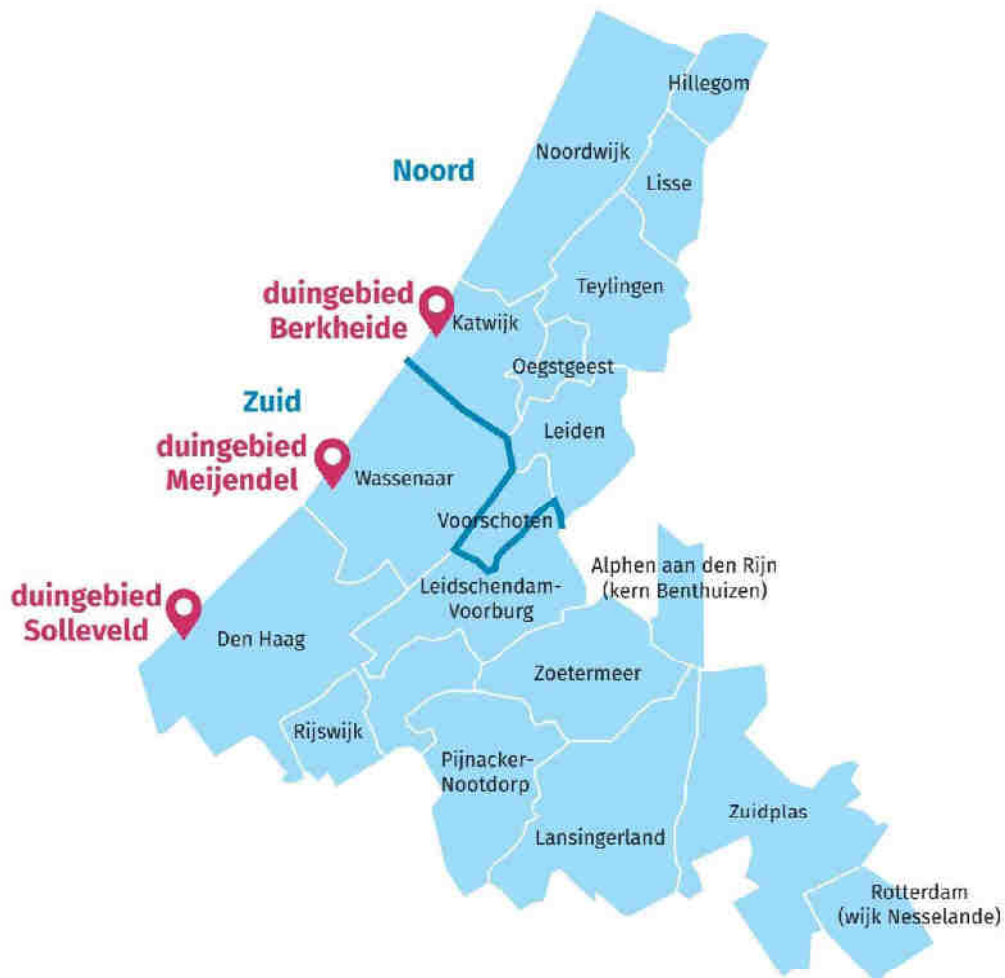 Hillegom
Noordwijk
Noord
Lisse
Teylingen
duingebied
Berkheide
Katwijk
Oegstgeest
Zuid
Leiden
duingebied
Meijendel
Wassenaar
Voorschoten
Alphen aan den Rijn
(kern Benthuizen)
Leidschendam-
Voorburg
duingebied
Solleveld
Den Haag
Zoetermeer
Rijswijk
Pijnacker-
Nootdorp
Zuidplas
Lansingerland
Rotterdam
(wijk Nesselande)